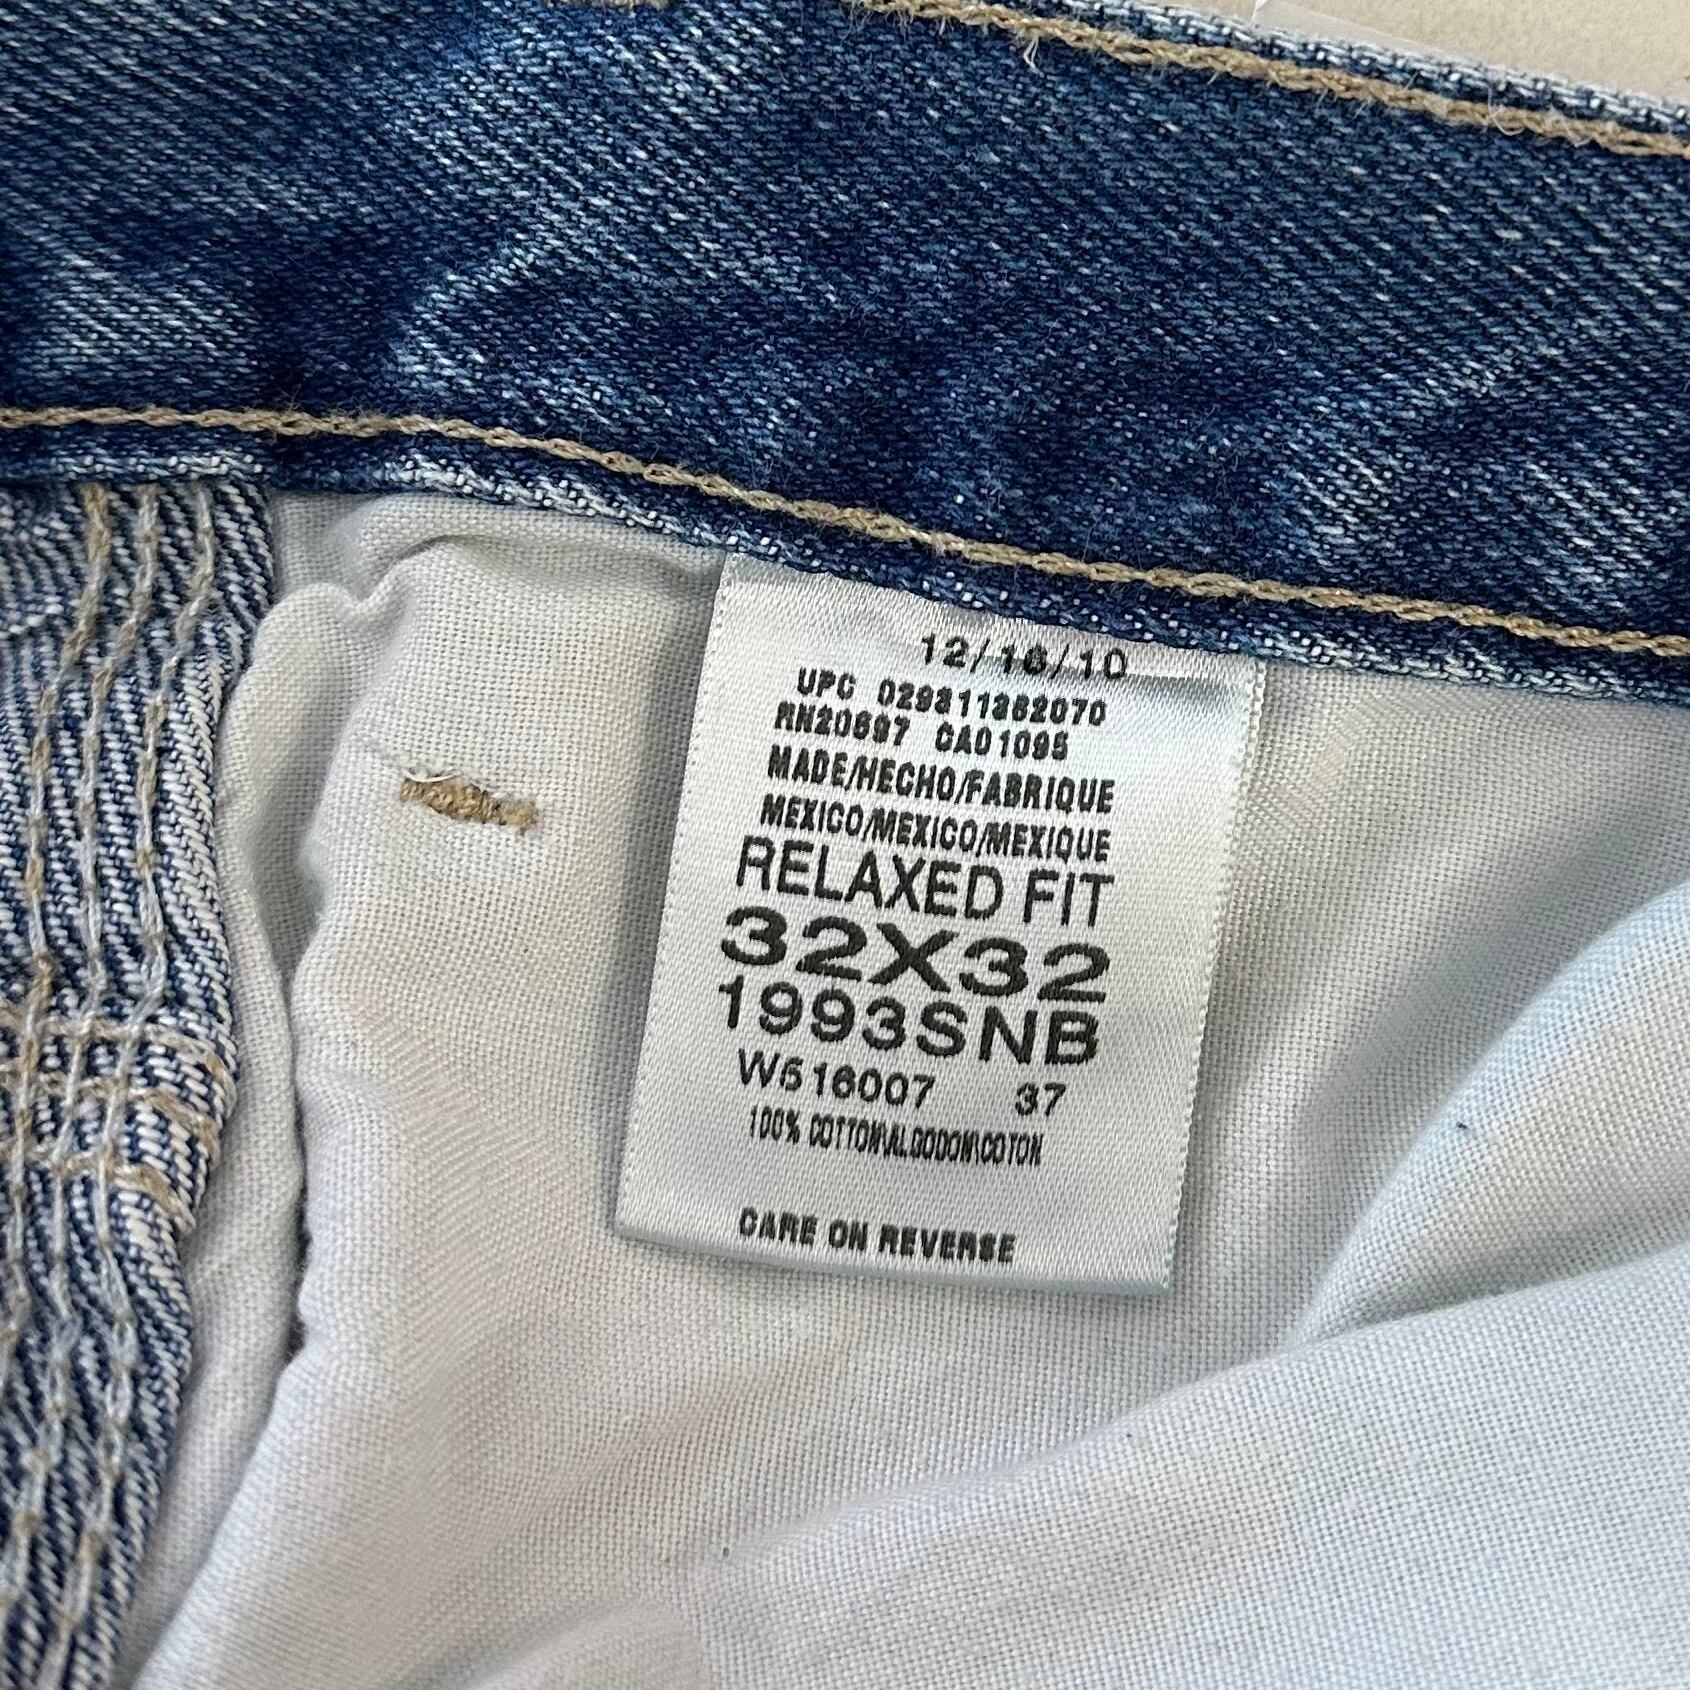 12/16/10
UPC 029311362070
RN20697 CA01095
MADE/HECHO/FABRIQUE
MEXICO/MEXICO/MEXIQUE
RELAXED FIT
32X32
1993SNB
W516007 37
100% COTTON\ALGODON\COTON
CARE ON REVERSE